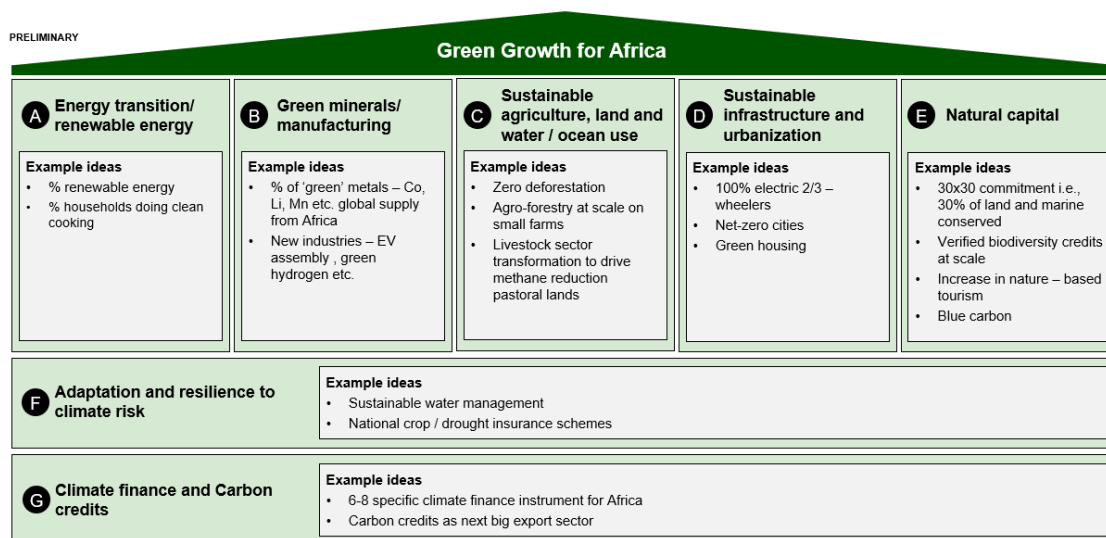 PRELIMINARY
Green Growth for Africa
A
Energy transition/
renewable energy
Example ideas
• % renewable energy
• % households doing clean
cooking
B
Green minerals/
manufacturing
Example ideas
• % of ‘green’ metals – Co,
Li, Mn etc. global supply
from Africa
• New industries – EV
assembly , green
hydrogen etc.
C
Sustainable
agriculture, land and
water / ocean use
Example ideas
• Zero deforestation
• Agro-forestry at scale on
small farms
• Livestock sector
transformation to drive
methane reduction
pastoral lands
D
Sustainable
infrastructure and
urbanization
Example ideas
• 100% electric 2/3 –
wheelers
• Net-zero cities
• Green housing
E
Natural capital
Example ideas
• 30x30 commitment i.e.,
30% of land and marine
conserved
• Verified biodiversity credits
at scale
• Increase in nature – based
tourism
• Blue carbon
F
Adaptation and resilience to
climate risk
Example ideas
• Sustainable water management
• National crop / drought insurance schemes
G
Climate finance and Carbon
credits
Example ideas
• 6-8 specific climate finance instrument for Africa
• Carbon credits as next big export sector